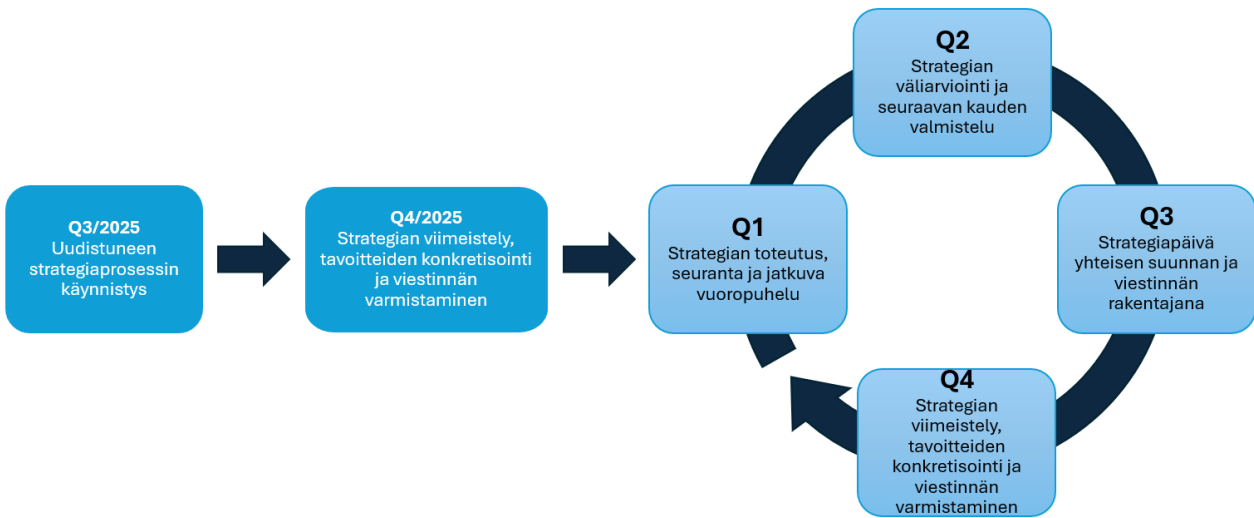 Q3/2025
Uudistuneen
strategiaprosessin
käynnistys
Q4/2025
Strategian viimeistely,
tavoitteiden konkretisointi
ja viestinnän
varmistaminen
Q1
Strategian toteutus,
seuranta ja jatkuva
vuoropuhelu
Q2
Strategian
väliarviointi ja
seuraavan kauden
valmistelu
Q3
Strategiapäivä
yhteisen suunnan ja
viestinnän
rakentajana
Q4
Strategian
viimeistely,
tavoitteiden
konkretisointi ja
viestinnän
varmistaminen